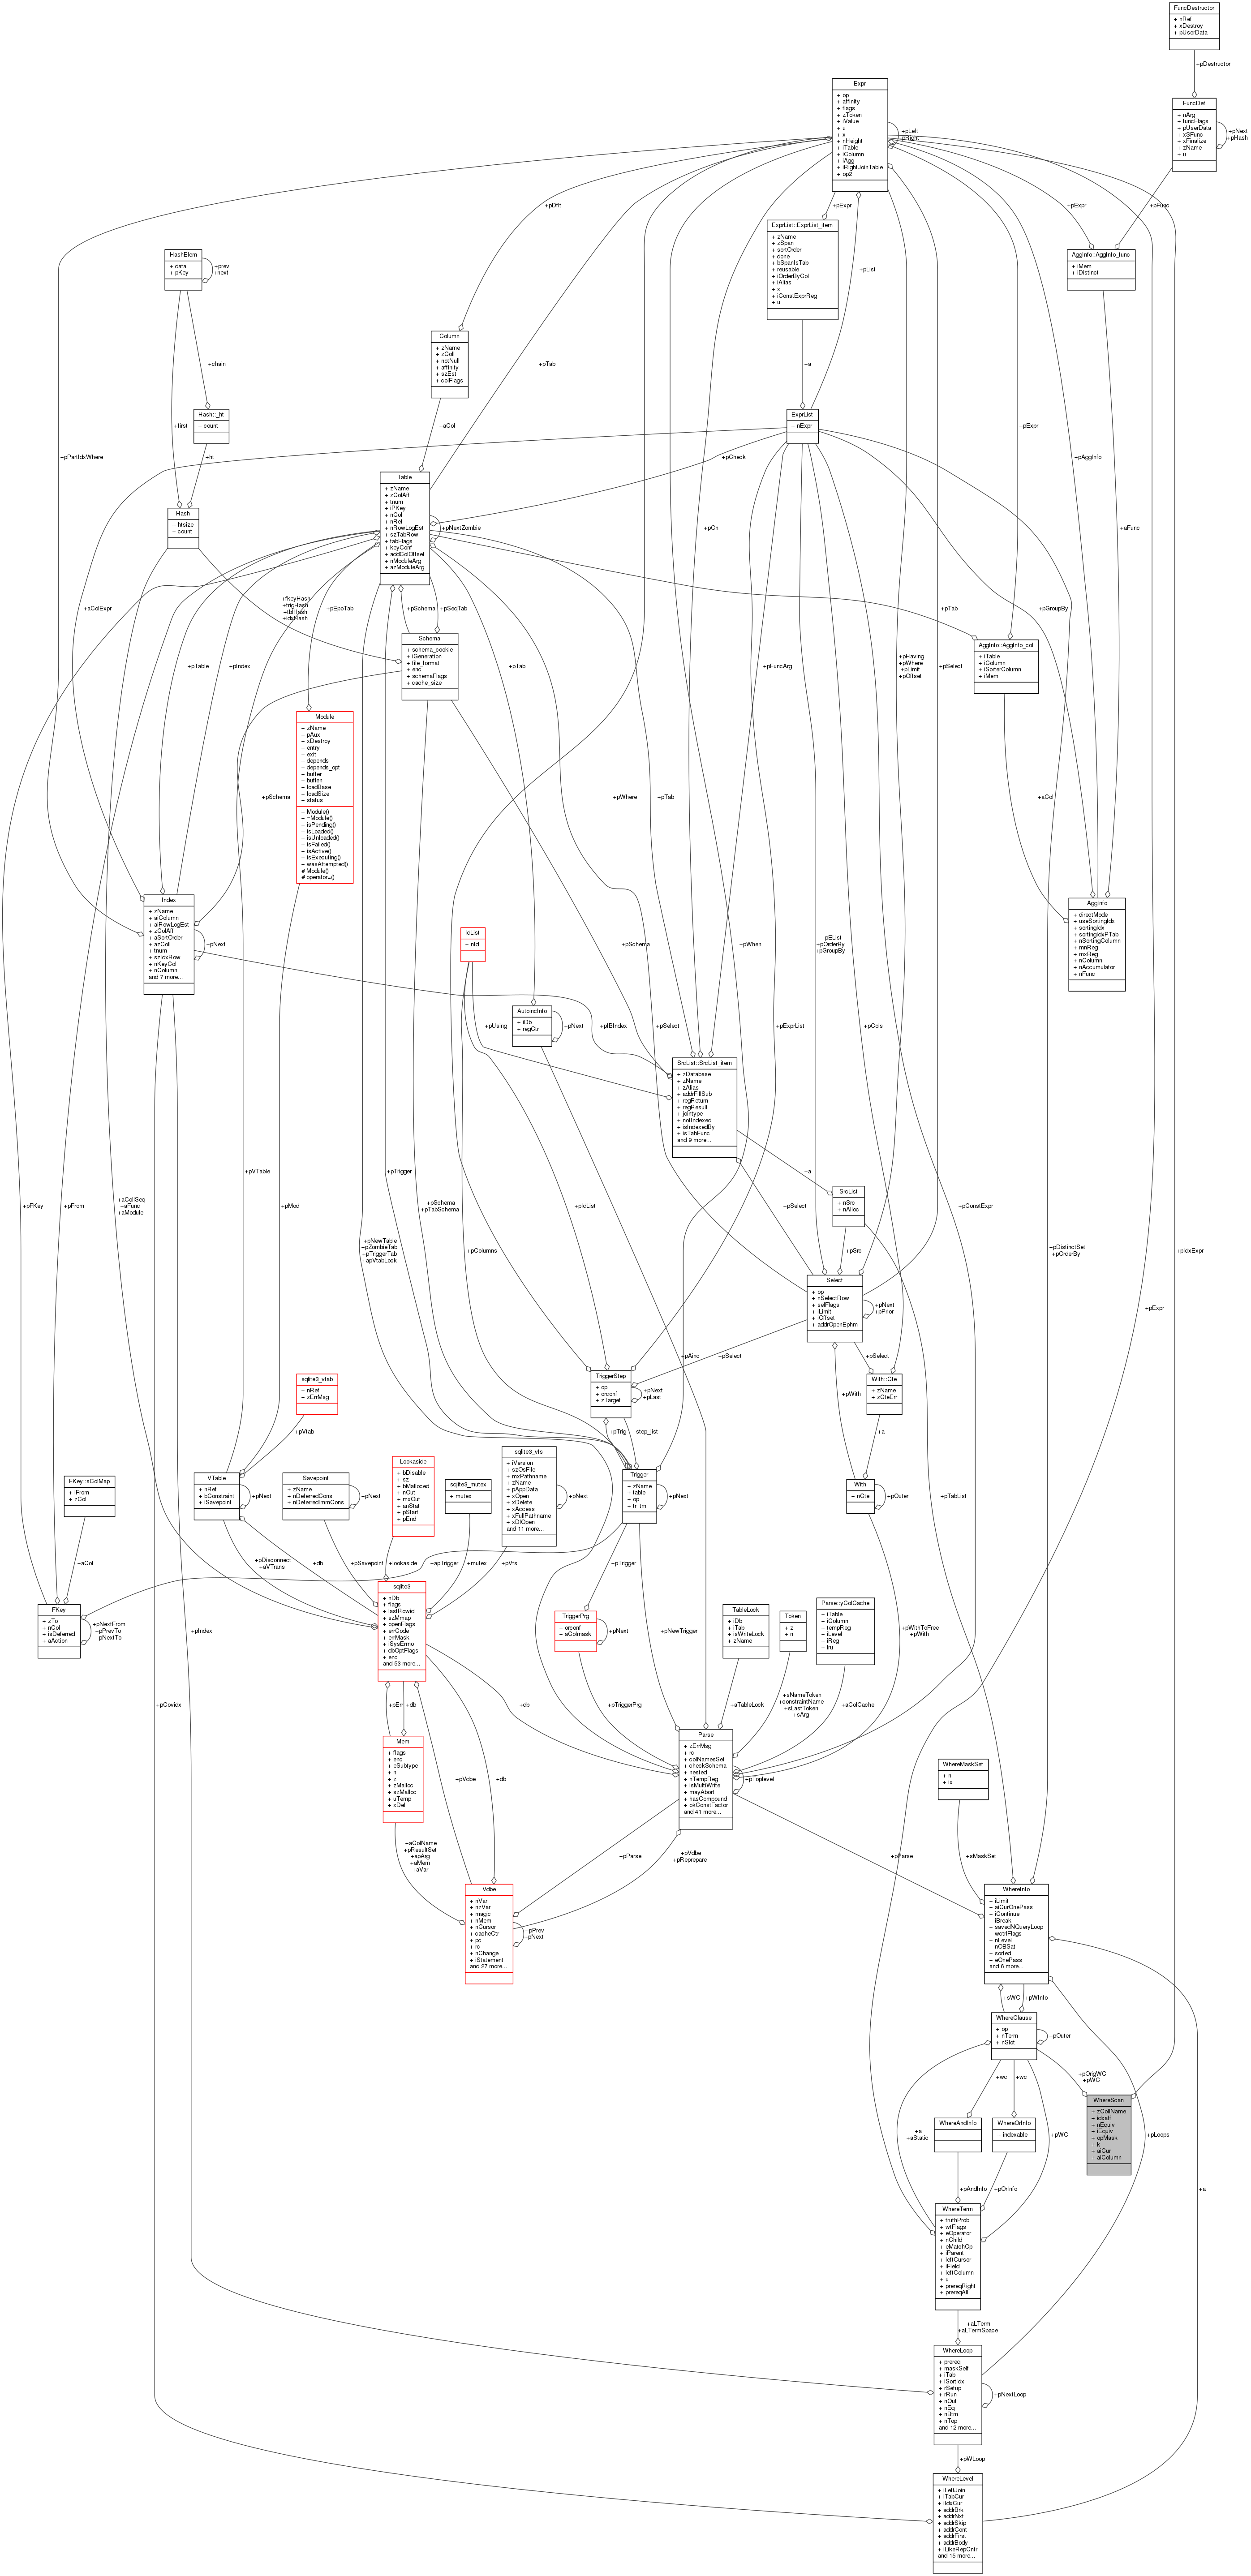 FuncDestructor
+ nRef
+ xDestroy
+ pUserData
+pDestructor
Expr
+ op
+ affinity
+ flags
+ zToken
+ iValue
+ u
+ x
+ nHeight
+ iTable
+ iColumn
+ iAgg
+ iRightJoinTable
+ op2
+pLeft
+pRight
FuncDef
+ nArg
+ funcFlags
+ pUserData
+ xSFunc
+ xFinalize
+ zName
+ u
+pNext
+pHash
+pDflt
+pExpr
+pExpr
+pFunc
ExprList::ExprList_item
+ zName
+ zSpan
+ sortOrder
+ done
+ bSpanIsTab
+ reusable
+ iOrderByCol
+ iAlias
+ x
+ iConstExprReg
+ u
+pList
AggInfo::AggInfo_func
+ iMem
+ iDistinct
HashElem
+ data
+ pKey
+prev
+next
Column
+ zName
+ zColl
+ notNull
+ affinity
+ szEst
+ colFlags
+chain
+pTab
+a
Hash::_ht
+ count
+first
+aCol
ExprList
+ nExpr
+pExpr
+pPartIdxWhere
+ht
+pCheck
+pAggInfo
Table
+ zName
+ zColAff
+ tnum
+ iPKey
+ nCol
+ nRef
+ nRowLogEst
+ szTabRow
+ tabFlags
+ keyConf
+ addColOffset
+ nModuleArg
+ azModuleArg
+pNextZombie
+pOn
+aFunc
Hash
+ htsize
+ count
+aColExpr
+fkeyHash
+trigHash
+tblHash
+idxHash
+pEpoTab
+pSchema
+pSeqTab
+pTab
+pGroupBy
Schema
+ schema_cookie
+ iGeneration
+ file_format
+ enc
+ schemaFlags
+ cache_size
AggInfo::AggInfo_col
+ iTable
+ iColumn
+ iSorterColumn
+ iMem
+pTable
+pIndex
+pTab
+pFuncArg
+pHaving
+pWhere
+pLimit
+pOffset
+pSelect
Module
+ zName
+ pAux
+ xDestroy
+ entry
+ exit
+ depends
+ depends_opt
+ buffer
+ buflen
+ loadBase
+ loadSize
+ status
+ Module()
+ ~Module()
+ isPending()
+ isLoaded()
+ isUnloaded()
+ isFailed()
+ isActive()
+ isExecuting()
+ wasAttempted()
# Module()
# operator=()
+pSchema
+pWhere
+pTab
+aCol
Index
+ zName
+ aiColumn
+ aiRowLogEst
+ zColAff
+ aSortOrder
+ azColl
+ tnum
+ szIdxRow
+ nKeyCol
+ nColumn
and 7 more...
+pNext
AggInfo
+ directMode
+ useSortingIdx
+ sortingIdx
+ sortingIdxPTab
+ nSortingColumn
+ mnReg
+ mxReg
+ nColumn
+ nAccumulator
+ nFunc
IdList
+ nId
+pSchema
+pWhen
+pEList
+pOrderBy
+pGroupBy
AutoincInfo
+ iDb
+ regCtr
+pNext
+pUsing
+pIBIndex
+pSelect
+pExprList
+pCols
SrcList::SrcList_item
+ zDatabase
+ zName
+ zAlias
+ addrFillSub
+ regReturn
+ regResult
+ jointype
+ notIndexed
+ isIndexedBy
+ isTabFunc
and 9 more...
+pVTable
+pTrigger
+a
SrcList
+ nSrc
+ nAlloc
+pFKey
+pFrom
+aCollSeq
+aFunc
+aModule
+pMod
+pSchema
+pTabSchema
+pIdList
+pSelect
+pConstExpr
+pNewTable
+pZombieTab
+pTriggerTab
+apVtabLock
+pColumns
+pSrc
+pDistinctSet
+pOrderBy
+pIdxExpr
Select
+ op
+ nSelectRow
+ selFlags
+ iLimit
+ iOffset
+ addrOpenEphm
+pNext
+pPrior
+pExpr
+pAinc
+pSelect
+pSelect
sqlite3_vtab
+ nRef
+ zErrMsg
TriggerStep
+ op
+ orconf
+ zTarget
+pNext
+pLast
+pWith
With::Cte
+ zName
+ zCteErr
+pVtab
+pTrig
+step_list
+a
FKey::sColMap
+ iFrom
+ zCol
VTable
+ nRef
+ bConstraint
+ iSavepoint
+pNext
Savepoint
+ zName
+ nDeferredCons
+ nDeferredImmCons
+pNext
Lookaside
+ bDisable
+ sz
+ bMalloced
+ nOut
+ mxOut
+ anStat
+ pStart
+ pEnd
sqlite3_mutex
+ mutex
sqlite3_vfs
+ iVersion
+ szOsFile
+ mxPathname
+ zName
+ pAppData
+ xOpen
+ xDelete
+ xAccess
+ xFullPathname
+ xDlOpen
and 11 more...
+pNext
Trigger
+ zName
+ table
+ op
+ tr_tm
+pNext
With
+ nCte
+pOuter
+pTabList
+aCol
+pDisconnect
+aVTrans
+db
+pSavepoint
+lookaside
+apTrigger
+mutex
+pVfs
+pTrigger
FKey
+ zTo
+ nCol
+ isDeferred
+ aAction
+pNextFrom
+pPrevTo
+pNextTo
+pIndex
sqlite3
+ nDb
+ flags
+ lastRowid
+ szMmap
+ openFlags
+ errCode
+ errMask
+ iSysErrno
+ dbOptFlags
+ enc
and 53 more...
TriggerPrg
+ orconf
+ aColmask
+pNext
+pNewTrigger
TableLock
+ iDb
+ iTab
+ isWriteLock
+ zName
Token
+ z
+ n
Parse::yColCache
+ iTable
+ iColumn
+ tempReg
+ iLevel
+ iReg
+ lru
+pWithToFree
+pWith
+pCovidx
+pErr
+db
+db
+pTriggerPrg
+aTableLock
+sNameToken
+constraintName
+sLastToken
+sArg
+aColCache
Mem
+ flags
+ enc
+ eSubtype
+ n
+ z
+ zMalloc
+ szMalloc
+ uTemp
+ xDel
+pVdbe
+db
Parse
+ zErrMsg
+ rc
+ colNamesSet
+ checkSchema
+ nested
+ nTempReg
+ isMultiWrite
+ mayAbort
+ hasCompound
+ okConstFactor
and 41 more...
+pToplevel
WhereMaskSet
+ n
+ ix
+aColName
+pResultSet
+apArg
+aMem
+aVar
+pParse
+pVdbe
+pReprepare
+pParse
+sMaskSet
Vdbe
+ nVar
+ nzVar
+ magic
+ nMem
+ nCursor
+ cacheCtr
+ pc
+ rc
+ nChange
+ iStatement
and 27 more...
+pPrev
+pNext
WhereInfo
+ iLimit
+ aiCurOnePass
+ iContinue
+ iBreak
+ savedNQueryLoop
+ wctrlFlags
+ nLevel
+ nOBSat
+ sorted
+ eOnePass
and 6 more...
+sWC
+pWInfo
WhereClause
+ op
+ nTerm
+ nSlot
+pOuter
+wc
+wc
+pOrigWC
+pWC
WhereScan
+ zCollName
+ idxaff
+ nEquiv
+ iEquiv
+ opMask
+ k
+ aiCur
+ aiColumn
WhereAndInfo
WhereOrInfo
+ indexable
+a
+aStatic
+pWC
+pLoops
+pAndInfo
+pOrInfo
+a
WhereTerm
+ truthProb
+ wtFlags
+ eOperator
+ nChild
+ eMatchOp
+ iParent
+ leftCursor
+ iField
+ leftColumn
+ u
+ prereqRight
+ prereqAll
+aLTerm
+aLTermSpace
WhereLoop
+ prereq
+ maskSelf
+ iTab
+ iSortIdx
+ rSetup
+ rRun
+ nOut
+ nEq
+ nBtm
+ nTop
and 12 more...
+pNextLoop
+pWLoop
WhereLevel
+ iLeftJoin
+ iTabCur
+ iIdxCur
+ addrBrk
+ addrNxt
+ addrSkip
+ addrCont
+ addrFirst
+ addrBody
+ iLikeRepCntr
and 15 more...